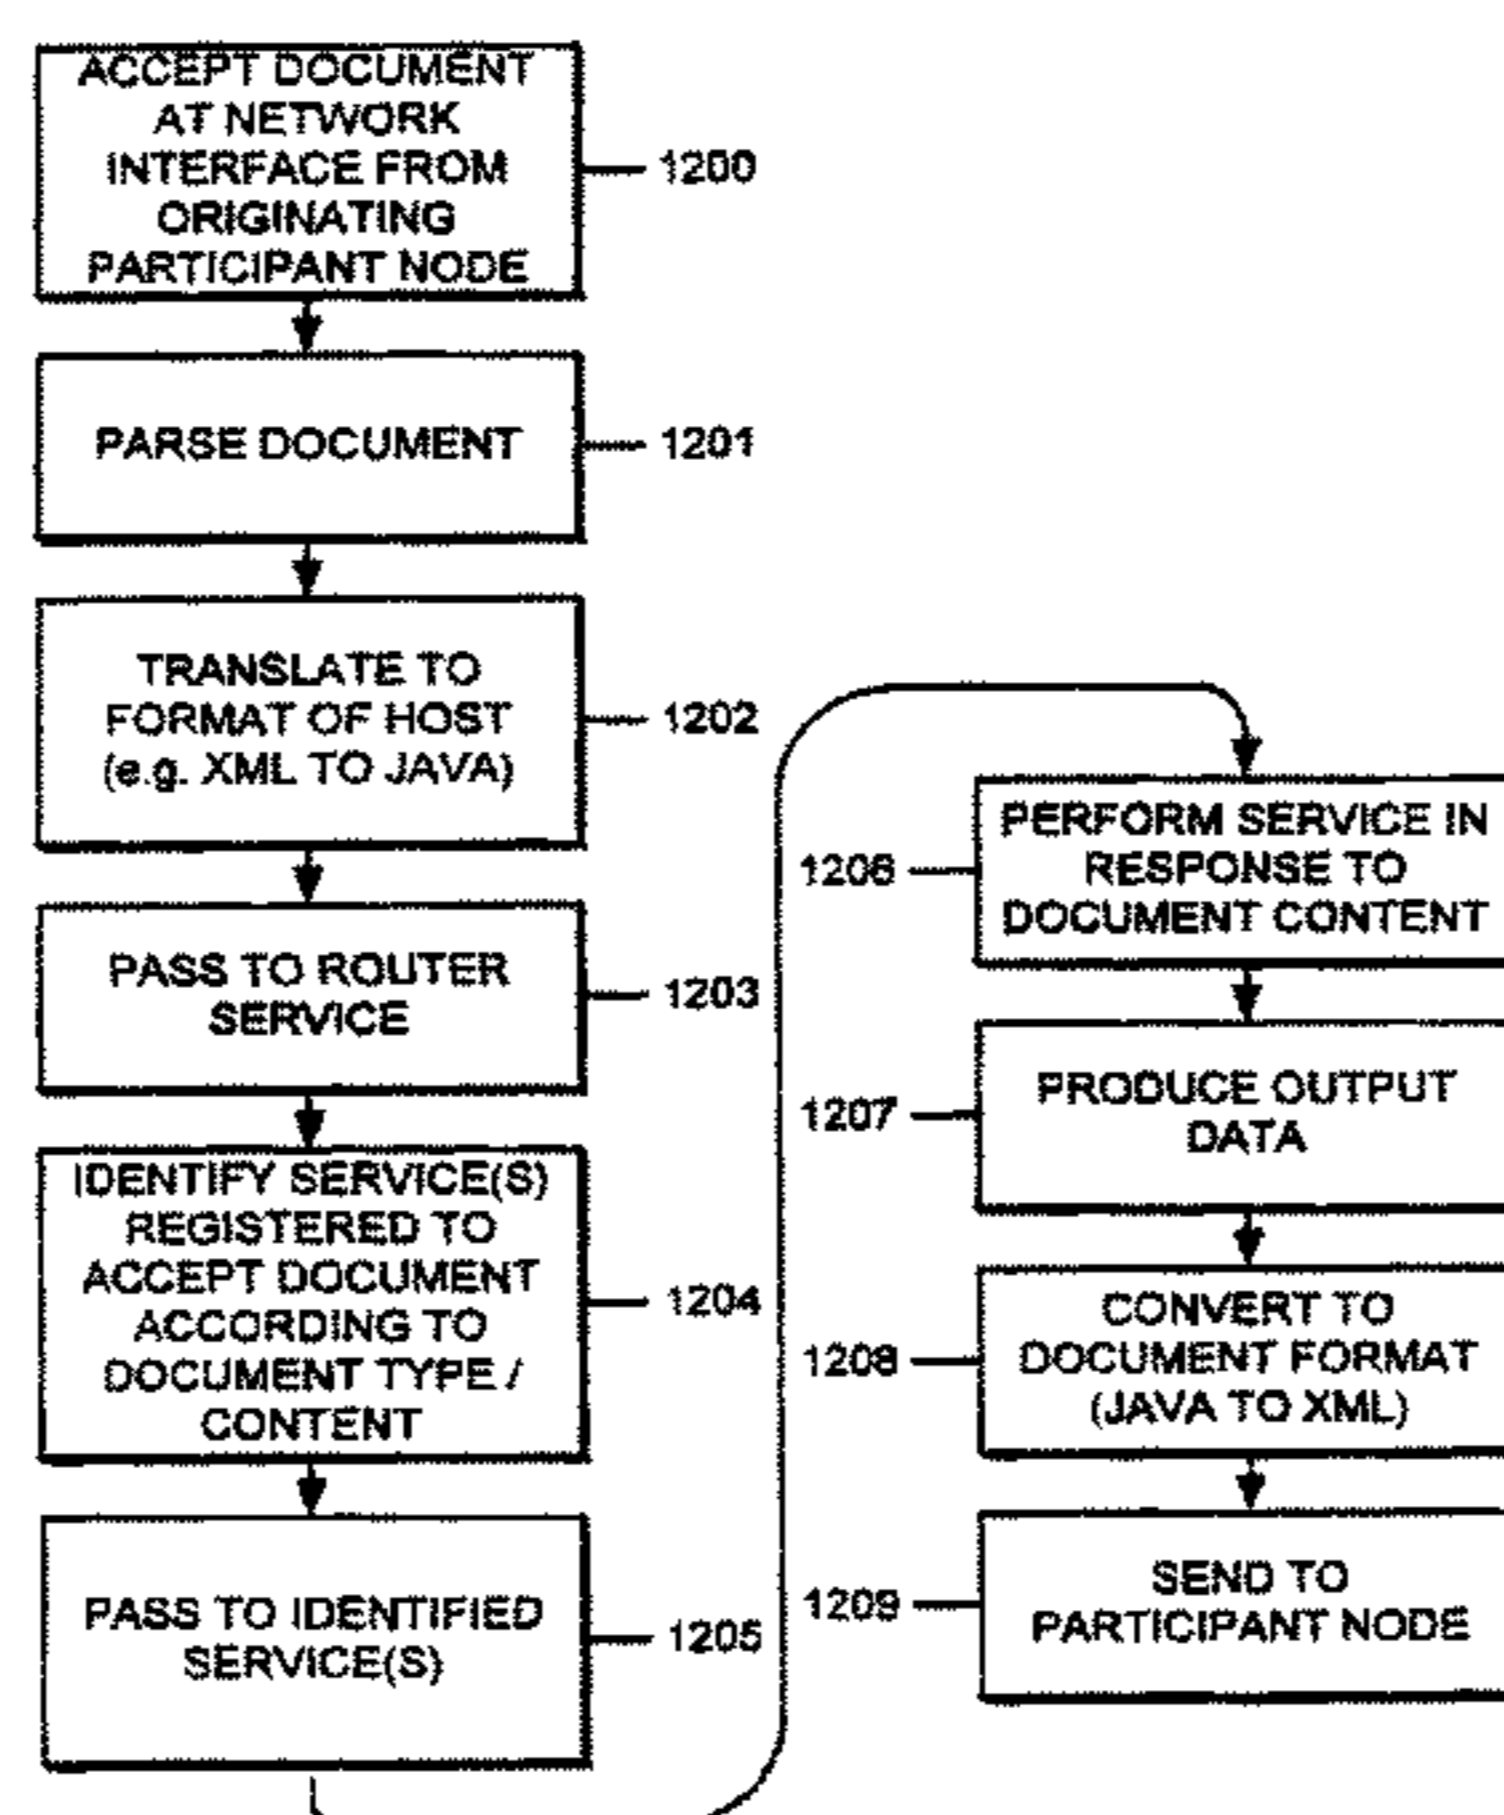 ACCEPT DOCUMENT
AT NETWORK
INTERFACE FROM
ORIGINATING
PARTICIPANT NODE
1200
PARSE DOCUMENT
1201
TRANSLATE TO
FORMAT OF HOST
(e.g. XML TO JAVA)
1202
PASS TO ROUTER
SERVICE
1203
IDENTIFY SERVICE(S)
REGISTERED TO
ACCEPT DOCUMENT
ACCORDING TO
DOCUMENT TYPE /
CONTENT
1204
PASS TO IDENTIFIED
SERVICE(S)
1205
PERFORM SERVICE IN
RESPONSE TO
DOCUMENT CONTENT
1206
PRODUCE OUTPUT
DATA
1207
CONVERT TO
DOCUMENT FORMAT
(JAVA TO XML)
1208
SEND TO
PARTICIPANT NODE
1209